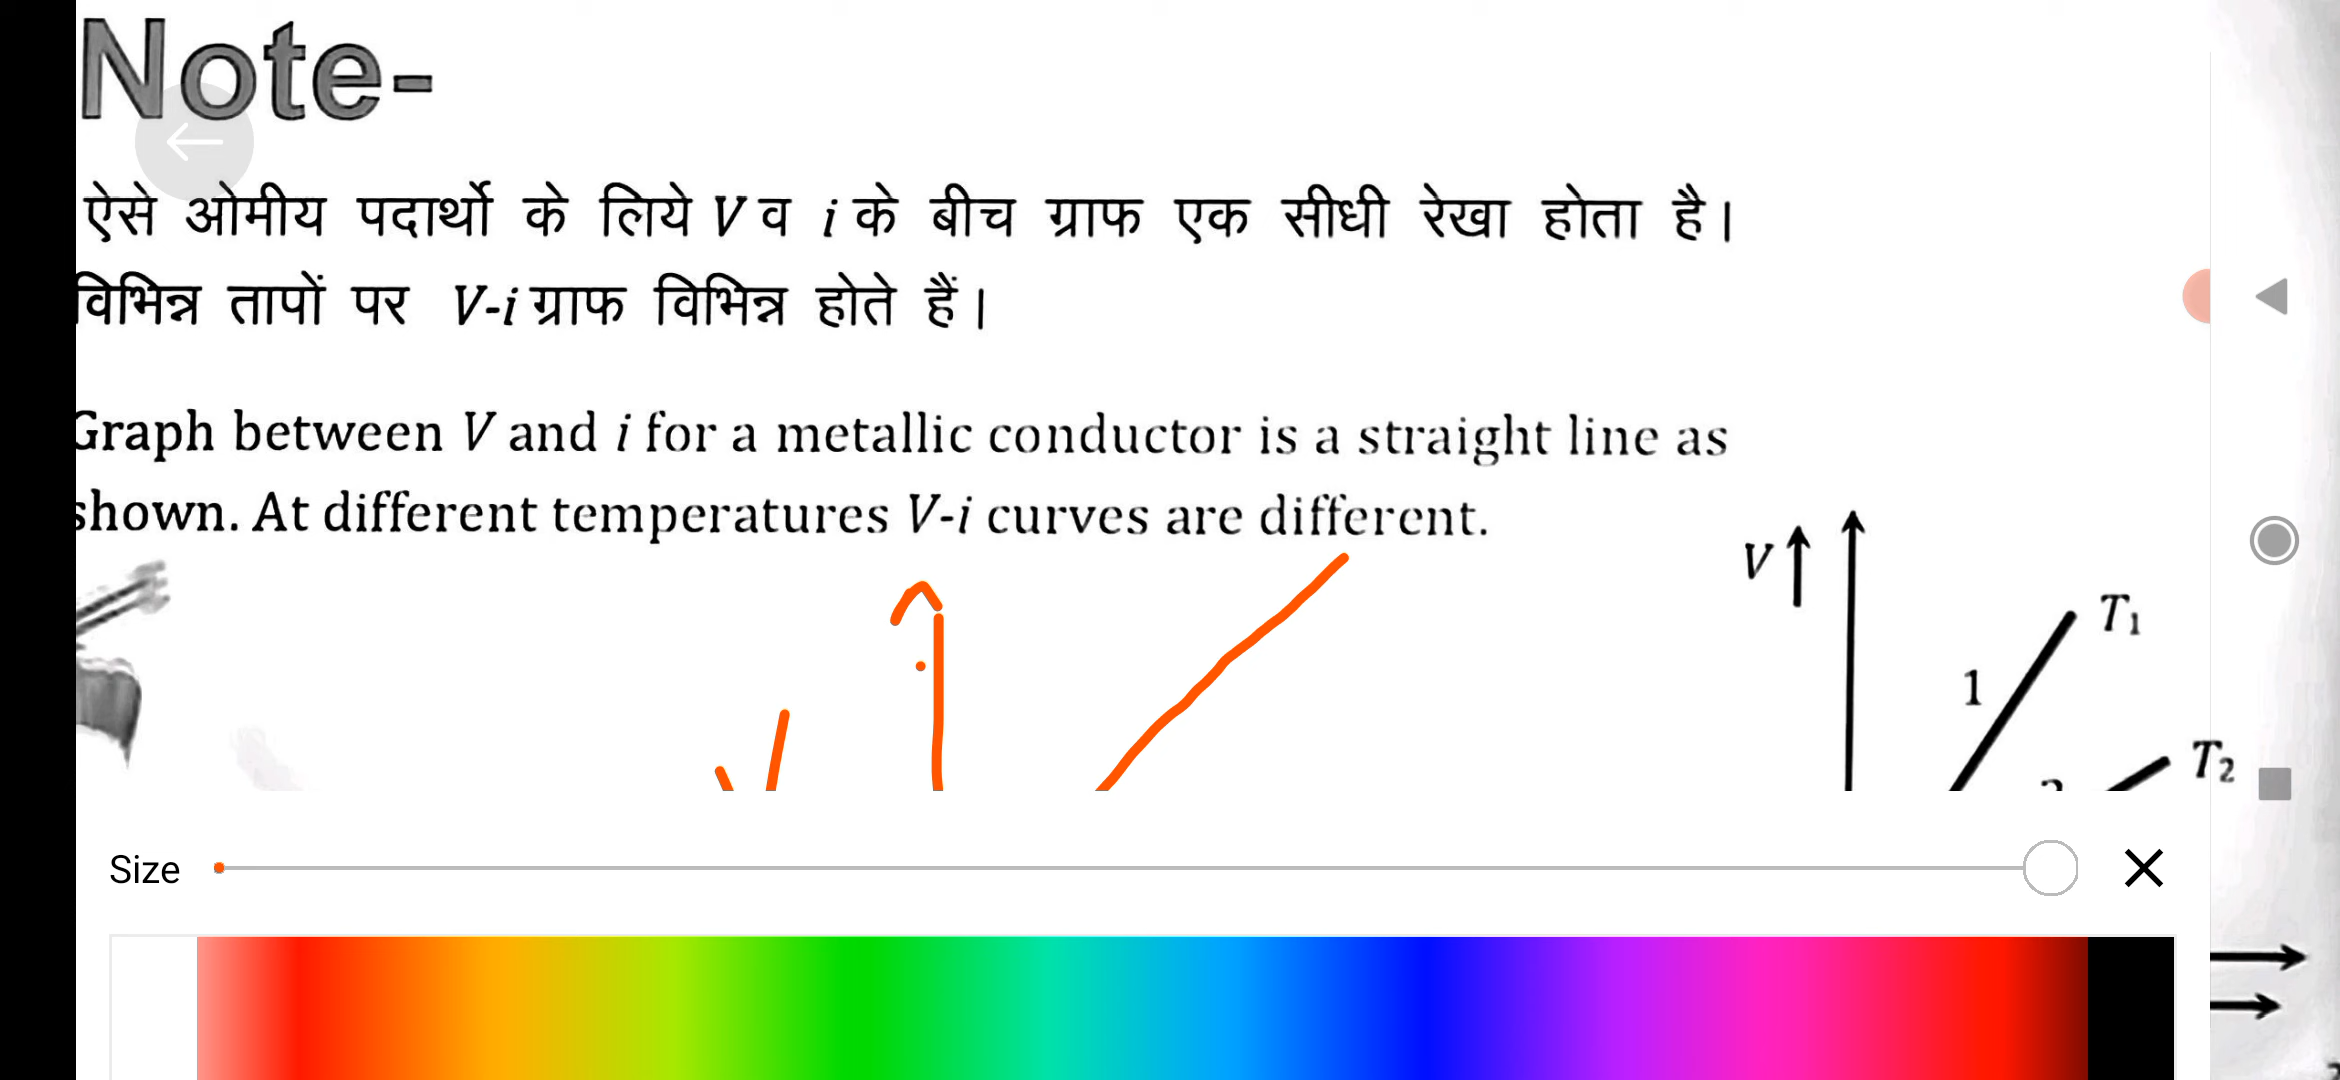 Note-
ऐसे ओमीय पदार्थो के लिये V व i के बीच ग्राफ एक सीधी रेखा होता है।
विभिन्न तापों पर V-i ग्राफ विभिन्न होते हैं।
Graph between V and i for a metallic conductor is a straight line as
shown. At different temperatures V-i curves are different.
V
T1
1
T2
Size